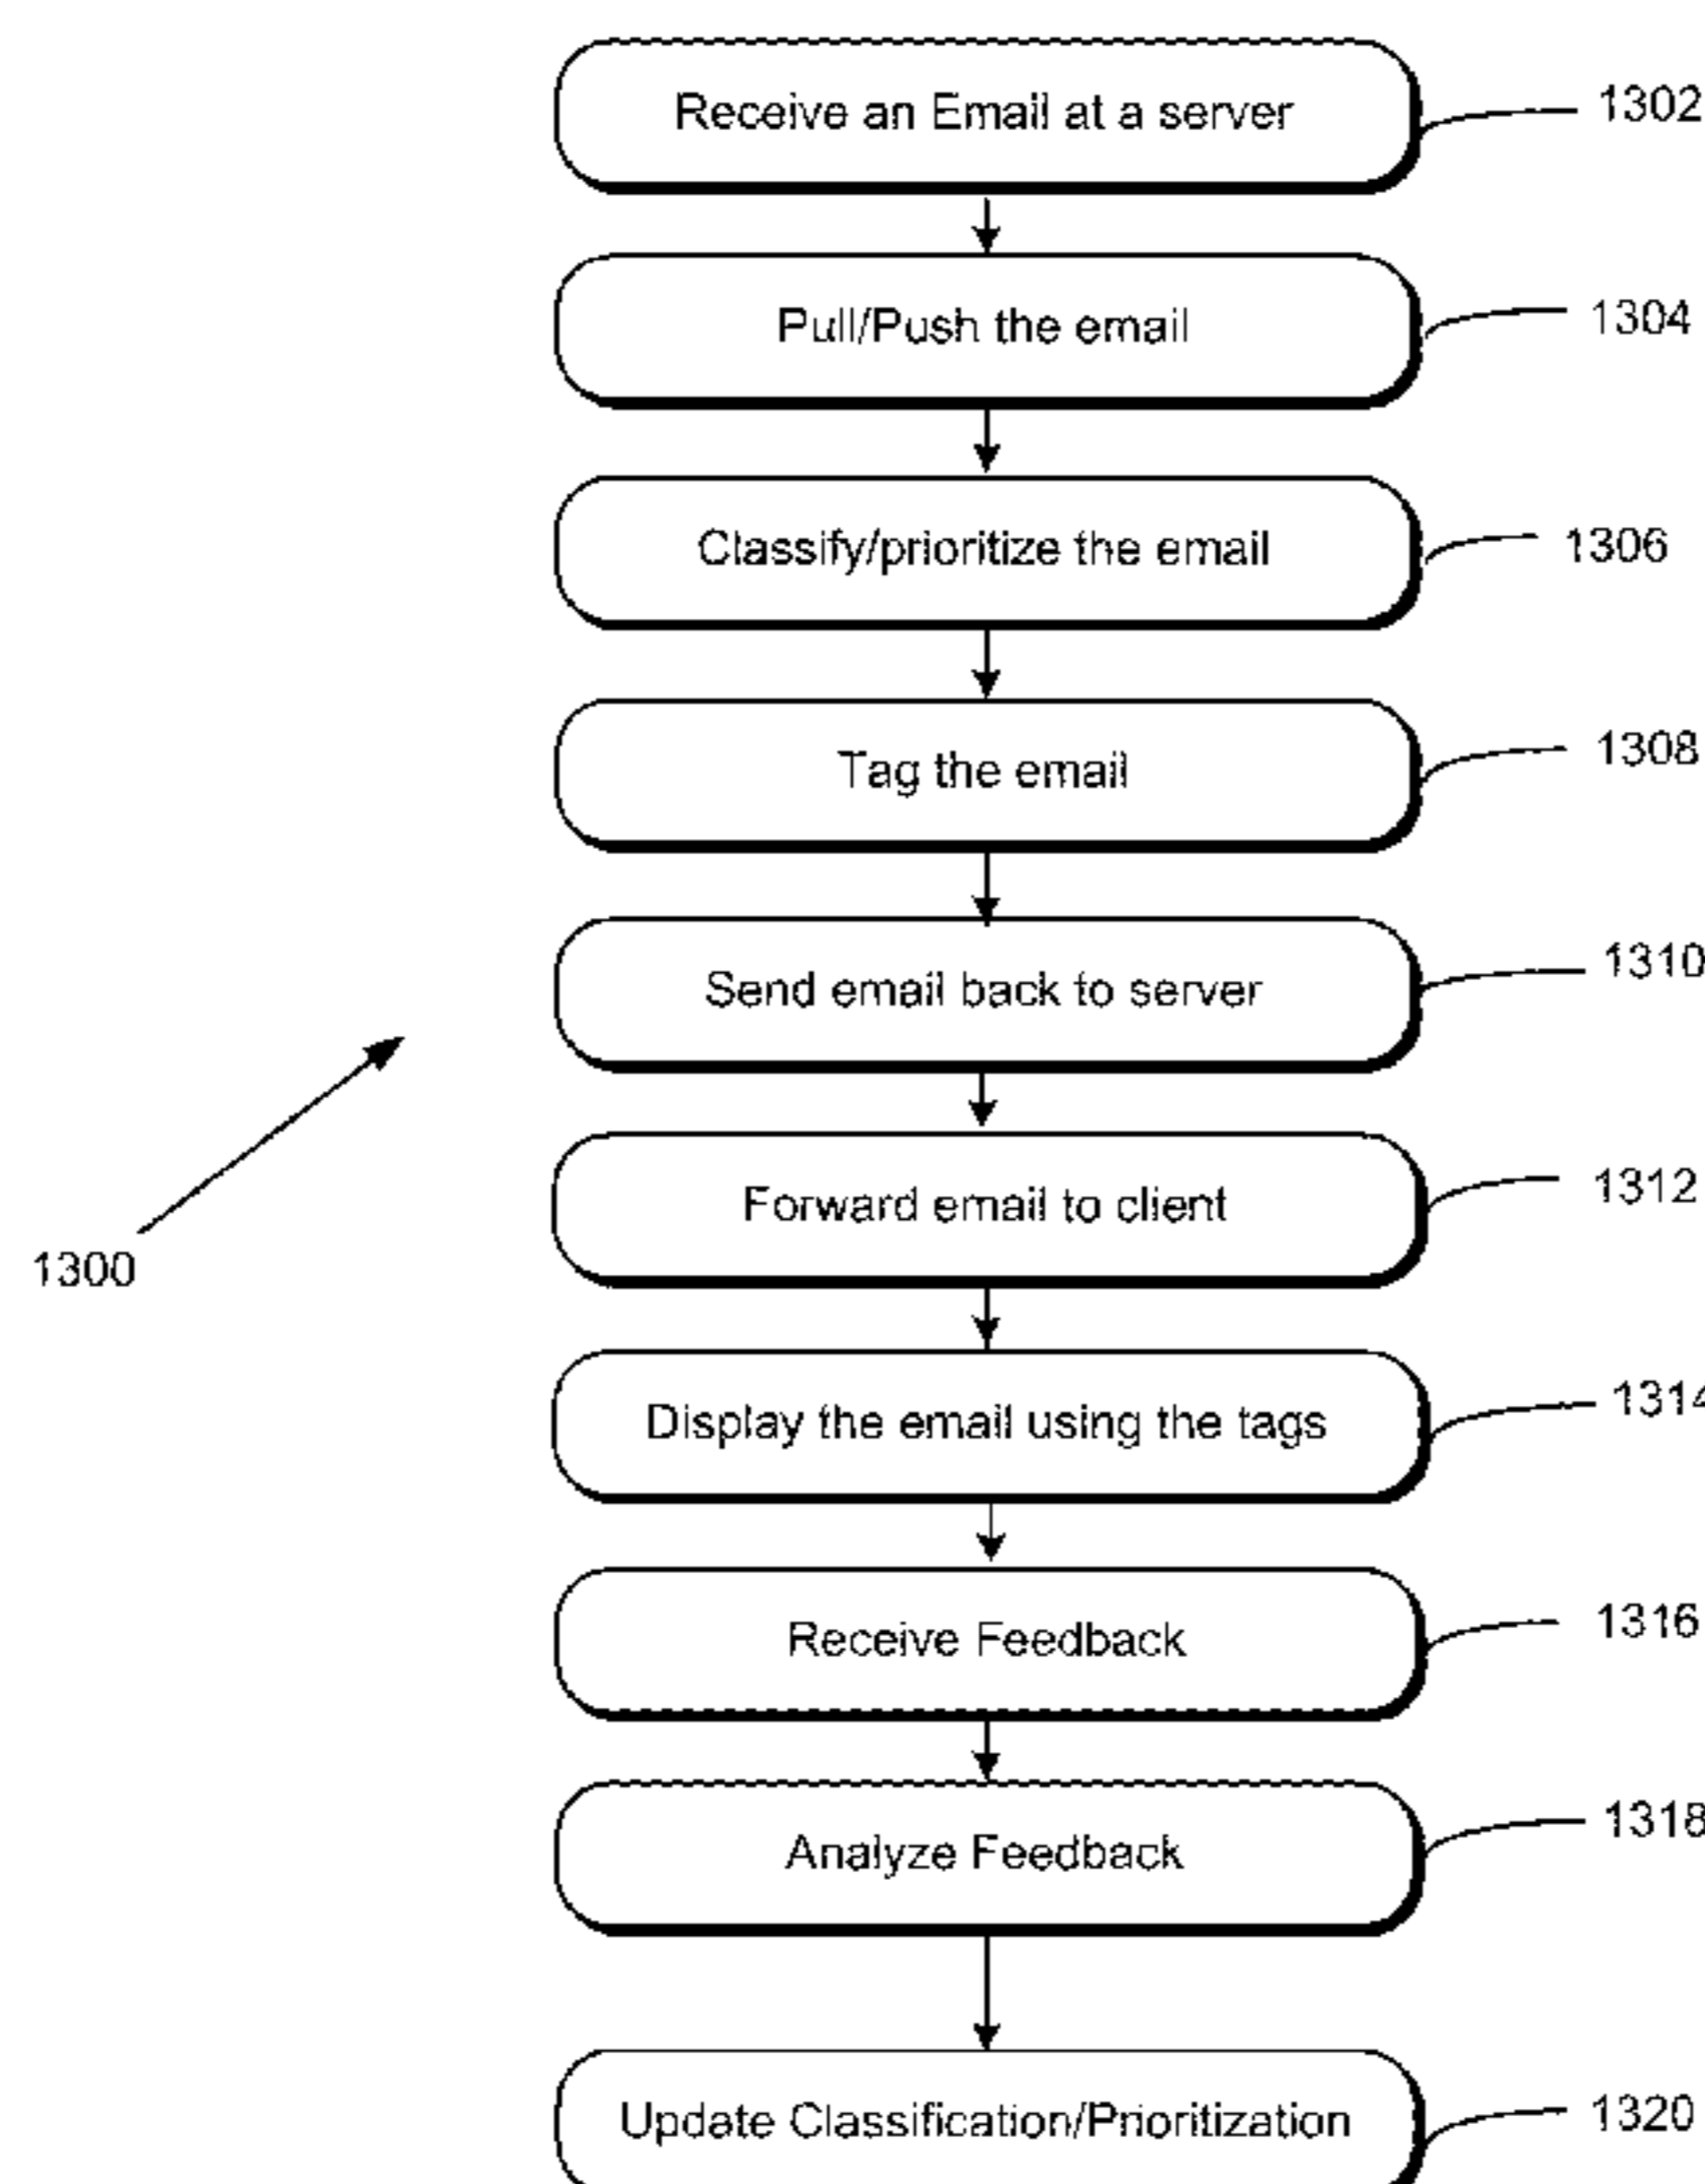 Receive an Email at a server
1302
Pull/Push the email
1304
Classify/prioritize the email
1306
Tag the email
1308
Send email back to server
1310
Forward email to client
1312
1300
Display the email using the tags
1314
Receive Feedback
1316
Analyze Feedback
1318
Update Classification/Prioritization
1320